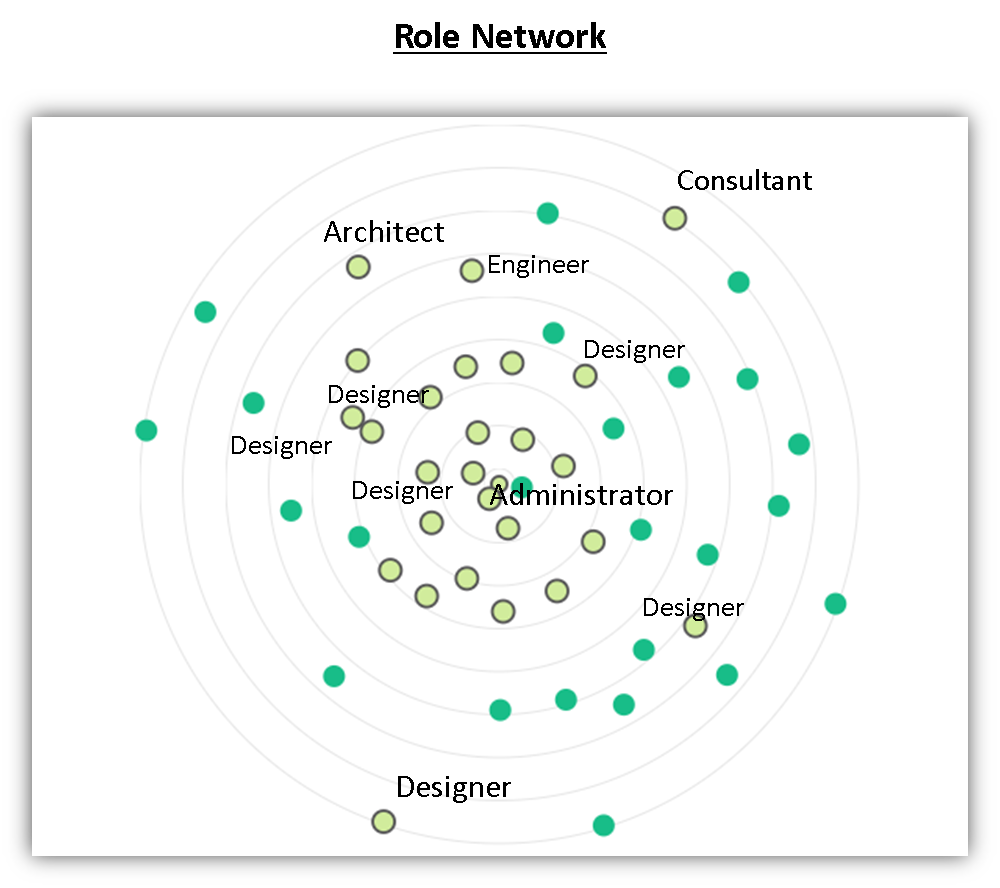 Role Network
Consultant
Architect
Engineer
Designer
Designer
Designer
Designer
Administrator
Designer
Designer